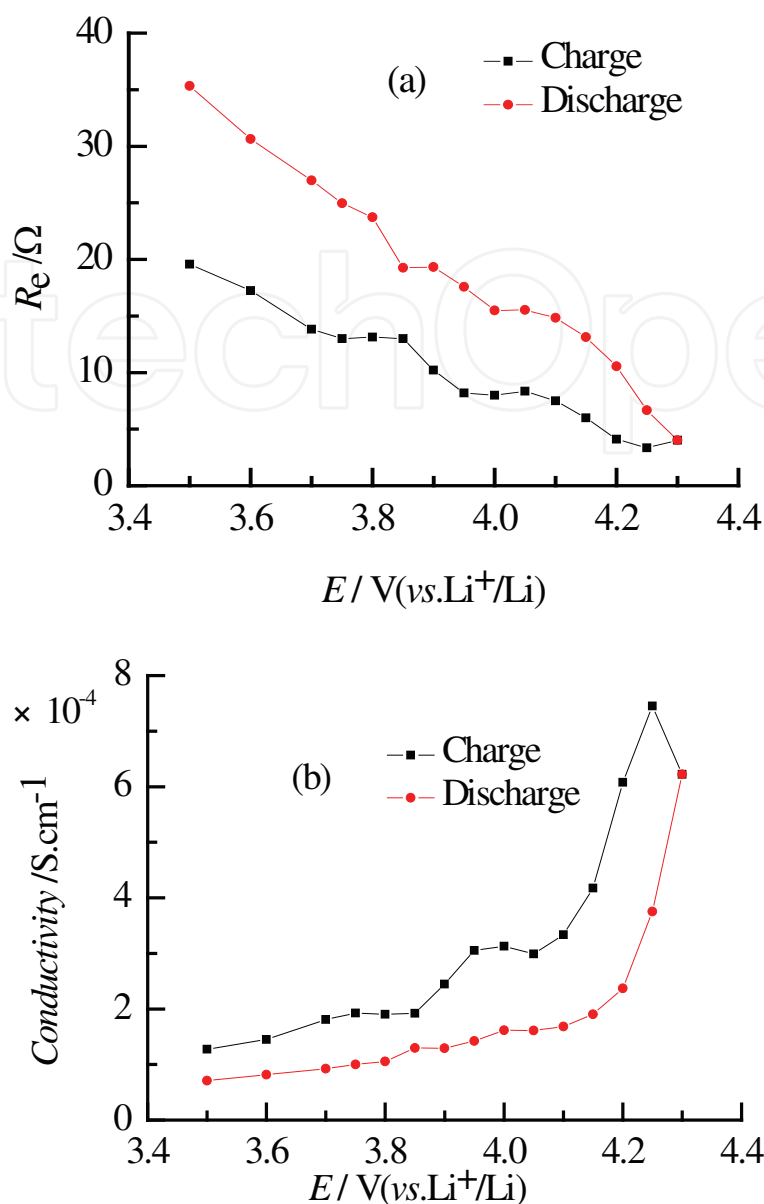 40
(a)
Charge
Discharge
30
20
10
0
Re /Ω
3.4 3.6 3.8 4.0 4.2 4.4
E / V(vs.Li+/Li)
techOpe
8
× 10-4
Charge
(b)
Discharge
6
4
2
0
Conductivity /S.cm-1
3.4 3.6 3.8 4.0 4.2 4.4
E / V(vs.Li+/Li)